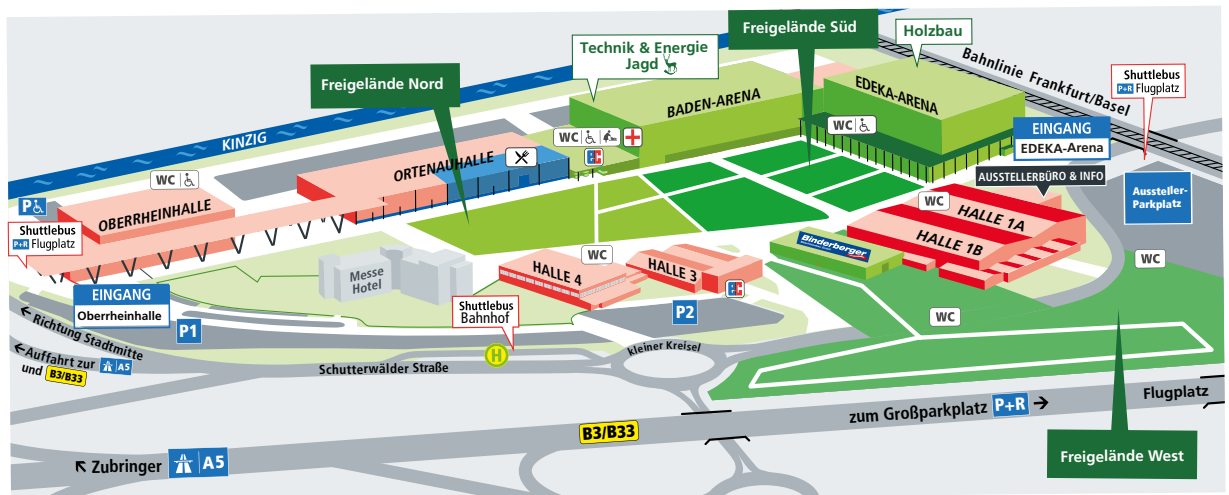 Freigelände Süd
Holzbau
Technik & Energie
Jagd
Bahnlinie Frankfurt/Basel
Shuttlebus
P+R Flugplatz
Freigelände Nord
EDEKA-ARENA
BADEN-ARENA
KINZIG
WC
WC
EINGANG
EDEKA-Arena
ORTENAUHALLE
AUSSTELLERBÜRO & INFO
WC
Aussteller-
Parkplatz
P
OBERRHEINHALLE
WC
HALLE 1A
Shuttlebus
P+R Flugplatz
HALLE 1B
Binderberger
WC
WC
Messe
Hotel
HALLE 4
HALLE 3
EINGANG
Oberrheinhalle
Shuttlebus
Bahnhof
P2
WC
P1
Richtung Stadtmitte
Auffahrt zur A5
und B3/B33
H
kleiner Kreisel
Schutterwälder Straße
Flugplatz
zum Großparkplatz P+R
B3/B33
Freigelände West
Zubringer A5